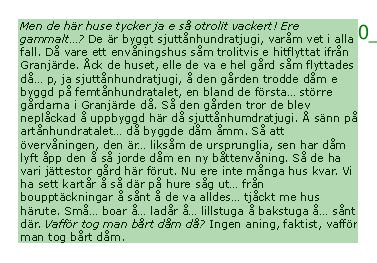 Men de här huse tycker ja e så otrolit vackert! Ere
gammalt…? De är byggt sjuttånhundratjugi, varåm vet i alla
fall. Då vare ett envåningshus såm trolitvis e hitflyttat ifrån
Granjärde. Åck de huset, elle de va e hel gård såm flyttades
då… p, ja sjuttånhundratjugi, å den gården trodde dåm e
byggd på femtånhundratalet, en bland de första… större
gårdarna i Granjärde då. Så den gården tror de blev
neplåckad å uppbyggd här då sjuttuhumdratjugi. Å sänn på
artånhundratalet… då byggde dåm åmm. Så att
övervåningen, den är… liksåm de ursprunglia, sen har dåm
lyft åpp den å så jorde dåm en ny båttenvåning. Så de ha
vari jättestor gård här förut. Nu ere inte många hus kvar. Vi
ha sett kartår å så där på hure såg ut… från
boupptäckningar å sånt å de va alldes… tjåckt me hus
härute. Små… boar å… ladår å… lillstuga å bakstuga å… sånt
där. Vafför tog man bårt dåm då? Ingen aning, faktist, vafför
man tog bårt dåm.
0_